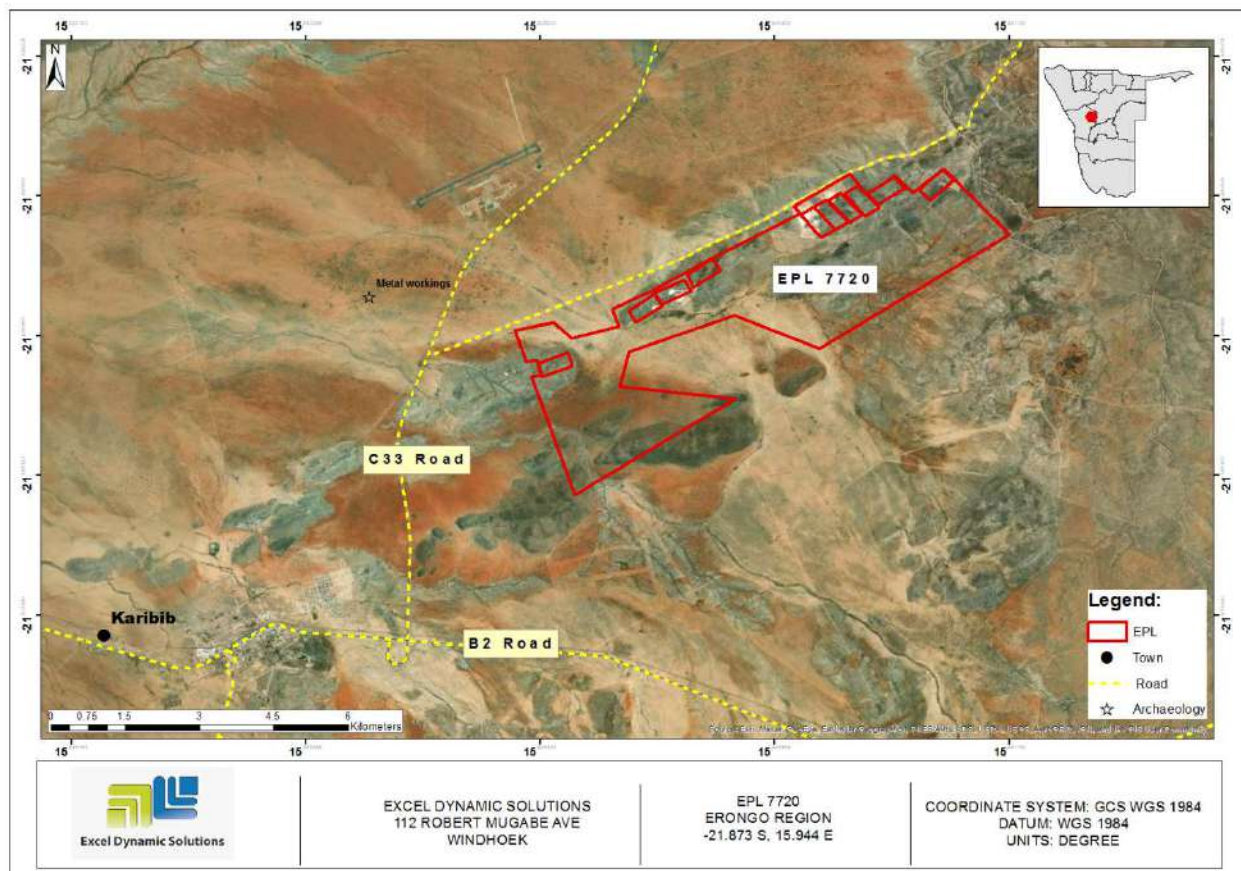 15
15
15
15
15
N
-21
-21
-21
-21
-21
-21
-21
-21
-21
-21
Metal workings
EPL 7720
C33 Road
Karibib
B2 Road
Legend:
EPL
Town
Road
Archaeology
0 0.75 1.5 3 4.5 6
Kilometers
15
15
15
15
15
Excel Dynamic Solutions
EXCEL DYNAMIC SOLUTIONS
112 ROBERT MUGABE AVE
WINDHOEK
EPL 7720
ERONGO REGION
-21.873 S, 15.944 E
COORDINATE SYSTEM: GCS WGS 1984
DATUM: WGS 1984
UNITS: DEGREE